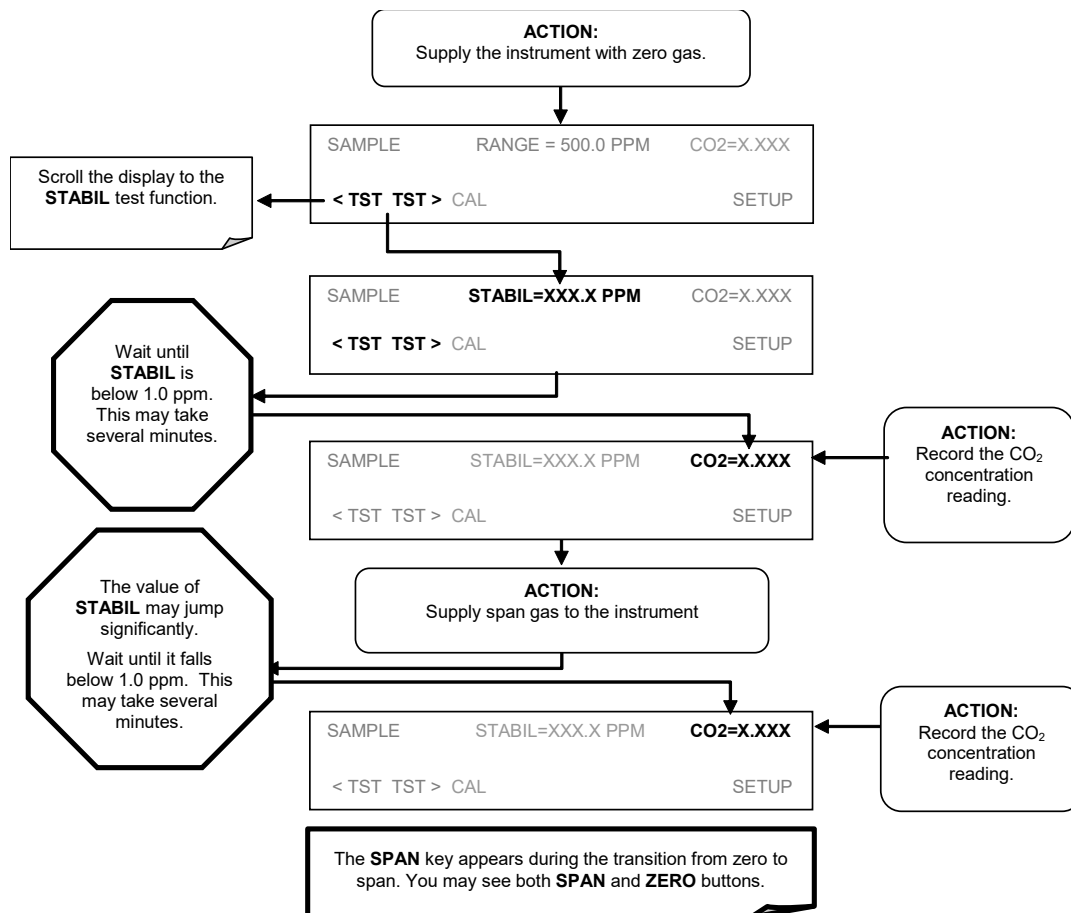 ACTION:
Supply the instrument with zero gas.
SAMPLE RANGE = 500.0 PPM CO2=X.XXX
< TST TST > CAL SETUP
Scroll the display to the
STABIL test function.
SAMPLE STABIL=XXX.X PPM CO2=X.XXX
< TST TST > CAL SETUP
Wait until
STABIL is
below 1.0 ppm.
This may take
several minutes.
SAMPLE STABIL=XXX.X PPM CO2=X.XXX
< TST TST > CAL SETUP
ACTION:
Record the CO₂
concentration
reading.
ACTION:
Supply span gas to the instrument
The value of
STABIL may jump
significantly.
Wait until it falls
below 1.0 ppm. This
may take several
minutes.
SAMPLE STABIL=XXX.X PPM CO2=X.XXX
< TST TST > CAL SETUP
ACTION:
Record the CO₂
concentration
reading.
The SPAN key appears during the transition from zero to
span. You may see both SPAN and ZERO buttons.